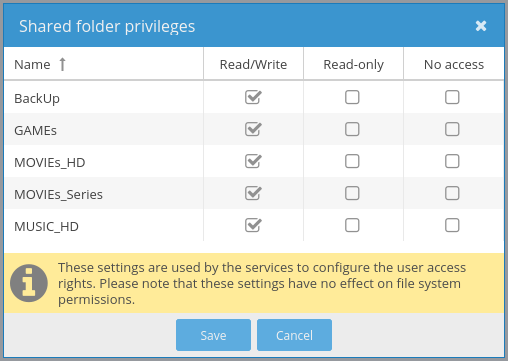 Shared folder privileges
Name Read/Write Read-only No access
BackUp
GAMEs
MOVIEs_HD
MOVIEs_Series
MUSIC_HD
These settings are used by the services to configure the user access
rights. Please note that these settings have no effect on file system
permissions.
Save Cancel